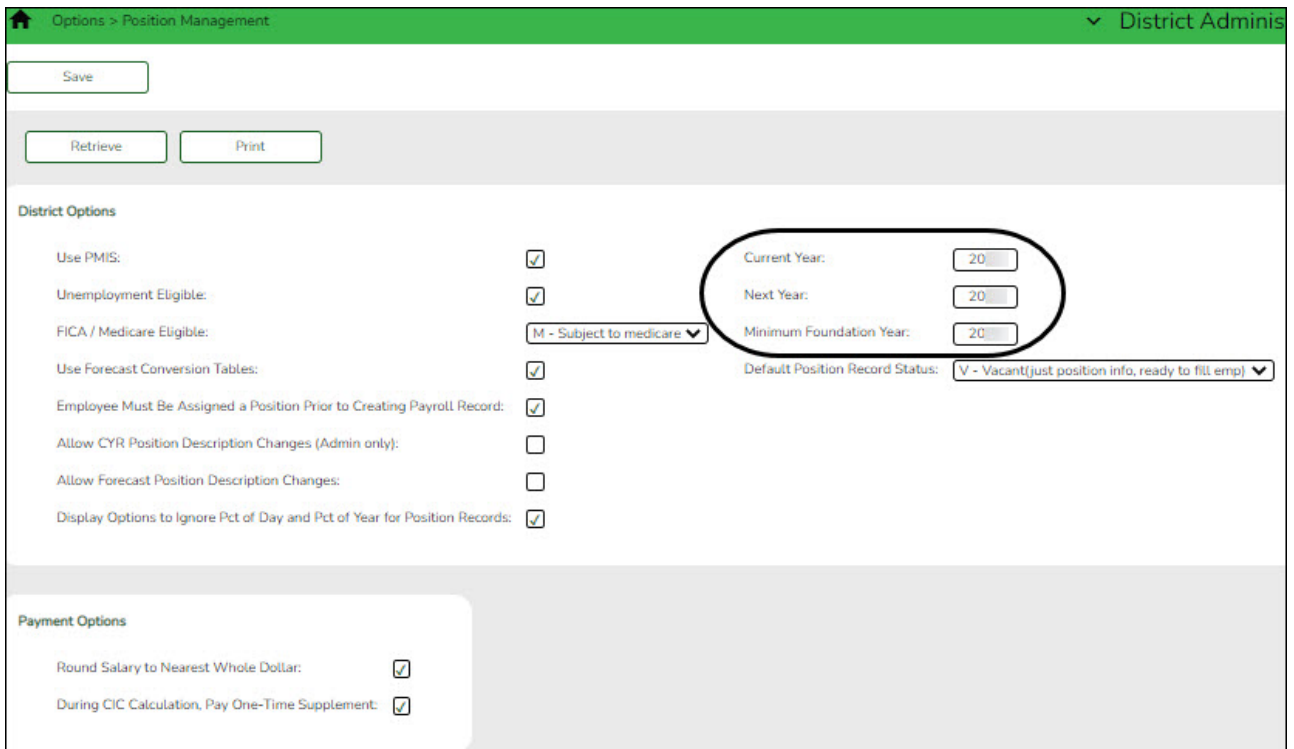 Options > Position Management
District Adminis
Save
Retrieve Print
District Options
Use PMIS:
Unemployment Eligible:
FICA / Medicare Eligible: M - Subject to medicare
Use Forecast Conversion Tables:
Employee Must Be Assigned a Position Prior to Creating Payroll Record:
Allow CYR Position Description Changes (Admin only):
Allow Forecast Position Description Changes:
Display Options to Ignore Pct of Day and Pct of Year for Position Records:
Current Year: 20
Next Year: 20
Minimum Foundation Year: 20
Default Position Record Status: V - Vacant(just position info, ready to fill emp)
Payment Options
Round Salary to Nearest Whole Dollar:
During CIC Calculation, Pay One-Time Supplement: